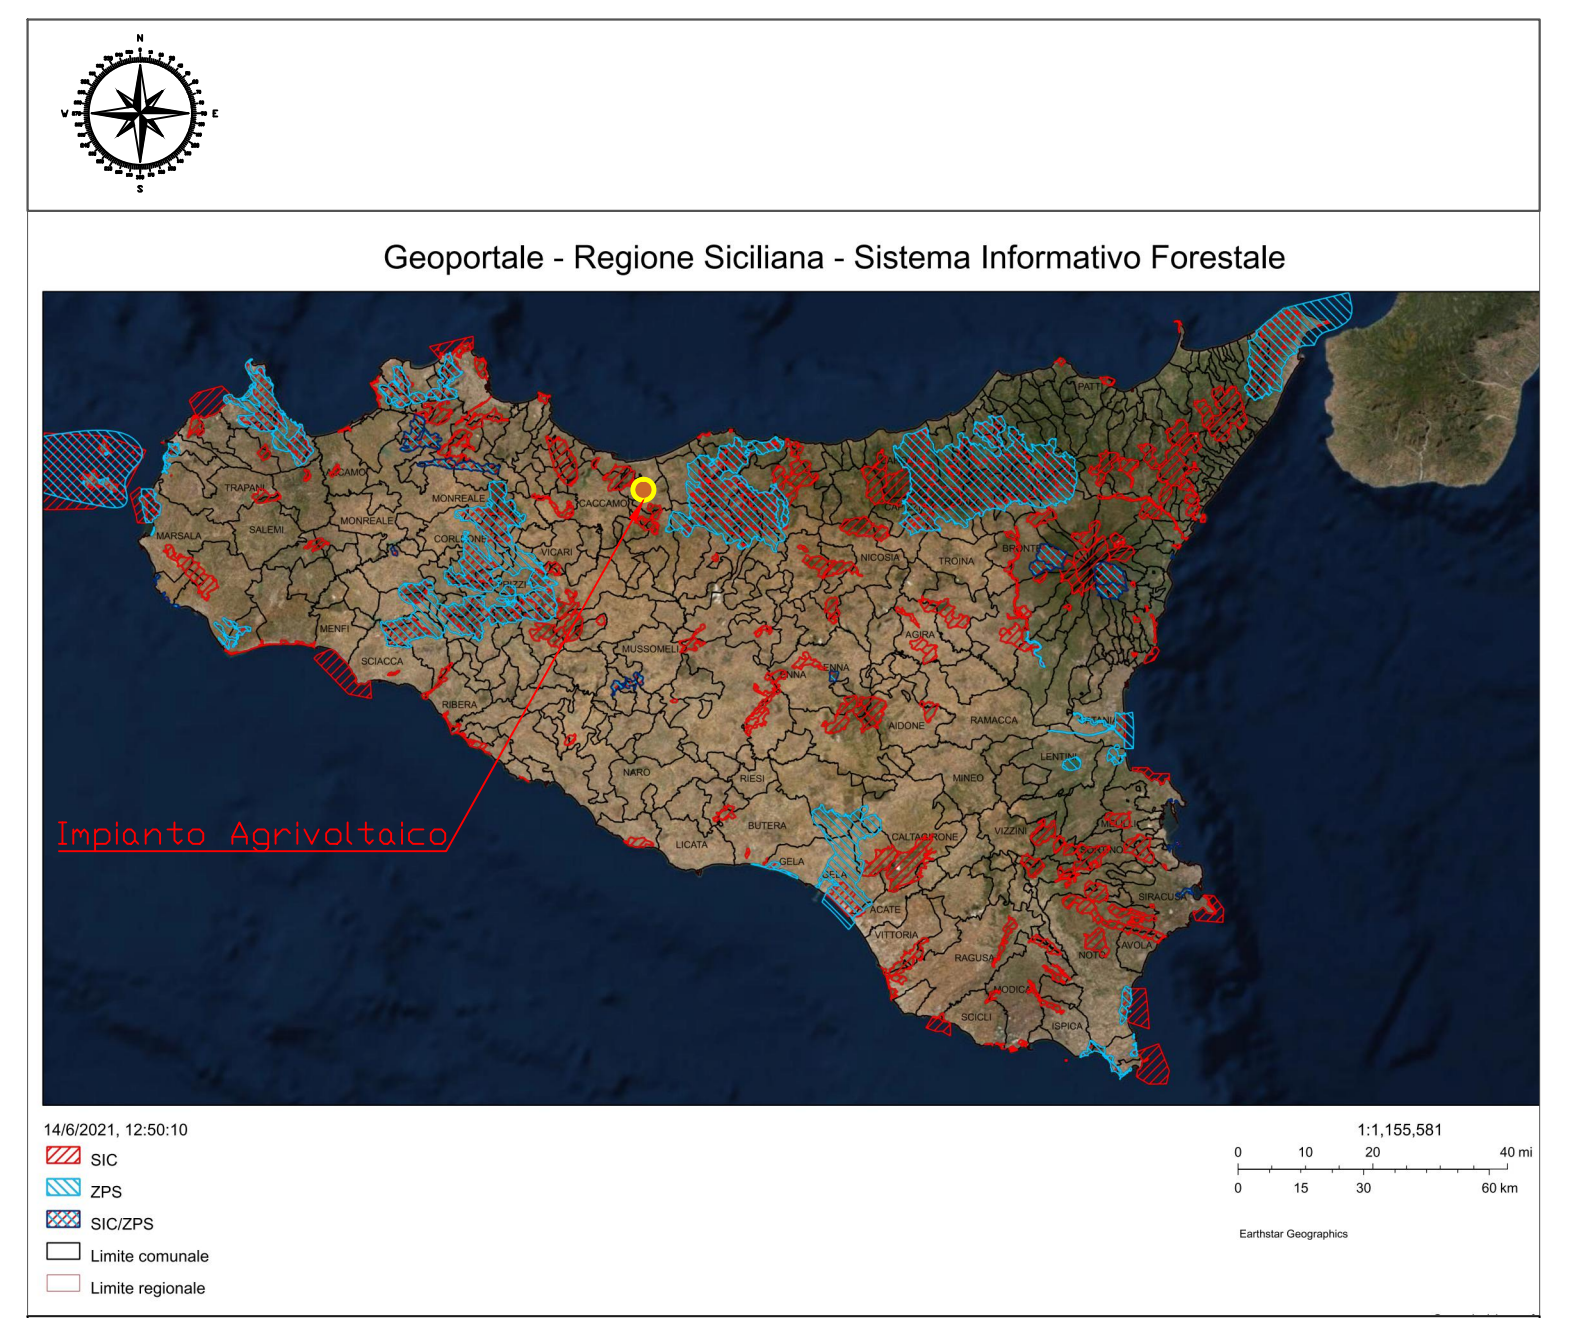 N
W E
S
Geoportale - Regione Siciliana - Sistema Informativo Forestale
PATTI
TRAPANI
MONREALE
CACCAMO
MARSALA
SALEMI
MONREALE
VICARI
NICOSIA
TROINA
MENFI
SCIACCA
MUSSOMELI
AGIRA
ENNA
ENNA
RIBERA
AIDONE
RAMACCA
LENTINI
NARO
RIESI
MINEO
BUTERA
CALTAGIRONE
VIZZINI
LICATA
GELA
GELA
ACATE
SIRACUSA
VITTORIA
AVOLA
RAGUSA
NOTO
MODICA
SCICLI
ISPICA
Impianto Agrivoltaico
14/6/2021, 12:50:10
SIC
ZPS
SIC/ZPS
Limite comunale
Limite regionale
1:1,155,581
0 10 20 40 mi
0 15 30 60 km
Earthstar Geographics